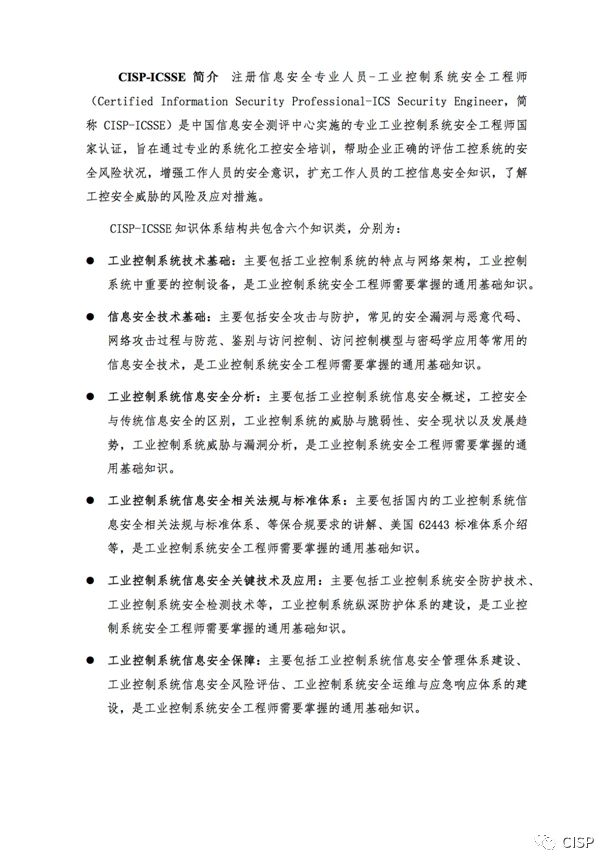 CISP-ICSSE 简介 注册信息安全专业人员-工业控制系统安全工程师
（Certified Information Security Professional-ICS Security Engineer, 简
称 CISP-ICSSE）是中国信息安全测评中心实施的专业工业控制系统安全工程师国
家认证，旨在通过专业的系统化工控安全培训，帮助企业正确的评估工控系统的安
全风险状况，增强工作人员的安全意识，扩充工作人员的工控信息安全知识，了解
工控安全威胁的风险及应对措施。
CISP-ICSSE 知识体系结构共包含六个知识类，分别为：
● 工业控制系统技术基础：主要包括工业控制系统的特点与网络架构，工业控制
系统中重要的控制设备，是工业控制系统安全工程师需要掌握的通用基础知识。
● 信息安全技术基础：主要包括安全攻击与防护，常见的安全漏洞与恶意代码、
网络攻击过程与防范、鉴别与访问控制、访问控制模型与密码学应用等常用的
信息安全技术，是工业控制系统安全工程师需要掌握的通用基础知识。
● 工业控制系统信息安全分析：主要包括工业控制系统信息安全概述，工控安全
与传统信息安全的区别，工业控制系统的威胁与脆弱性、安全现状以及发展趋
势，工业控制系统威胁与漏洞分析，是工业控制系统安全工程师需要掌握的通用
基础知识。
● 工业控制系统信息安全相关法规与标准体系：主要包括国内的工业控制系统信
息安全相关法规与标准体系、等保合规要求的讲解、美国 62443 标准体系介绍
等，是工业控制系统安全工程师需要掌握的通用基础知识。
● 工业控制系统信息安全关键技术及应用：主要包括工业控制系统安全防护技术、
工业控制系统安全检测技术等，工业控制系统纵深防护体系的建设，是工业控
制系统安全工程师需要掌握的通用基础知识。
● 工业控制系统信息安全保障：主要包括工业控制系统信息安全管理体系建设、
工业控制系统信息安全风险评估、工业控制系统安全运维与应急响应体系的建
设，是工业控制系统安全工程师需要掌握的通用基础知识。
CISP